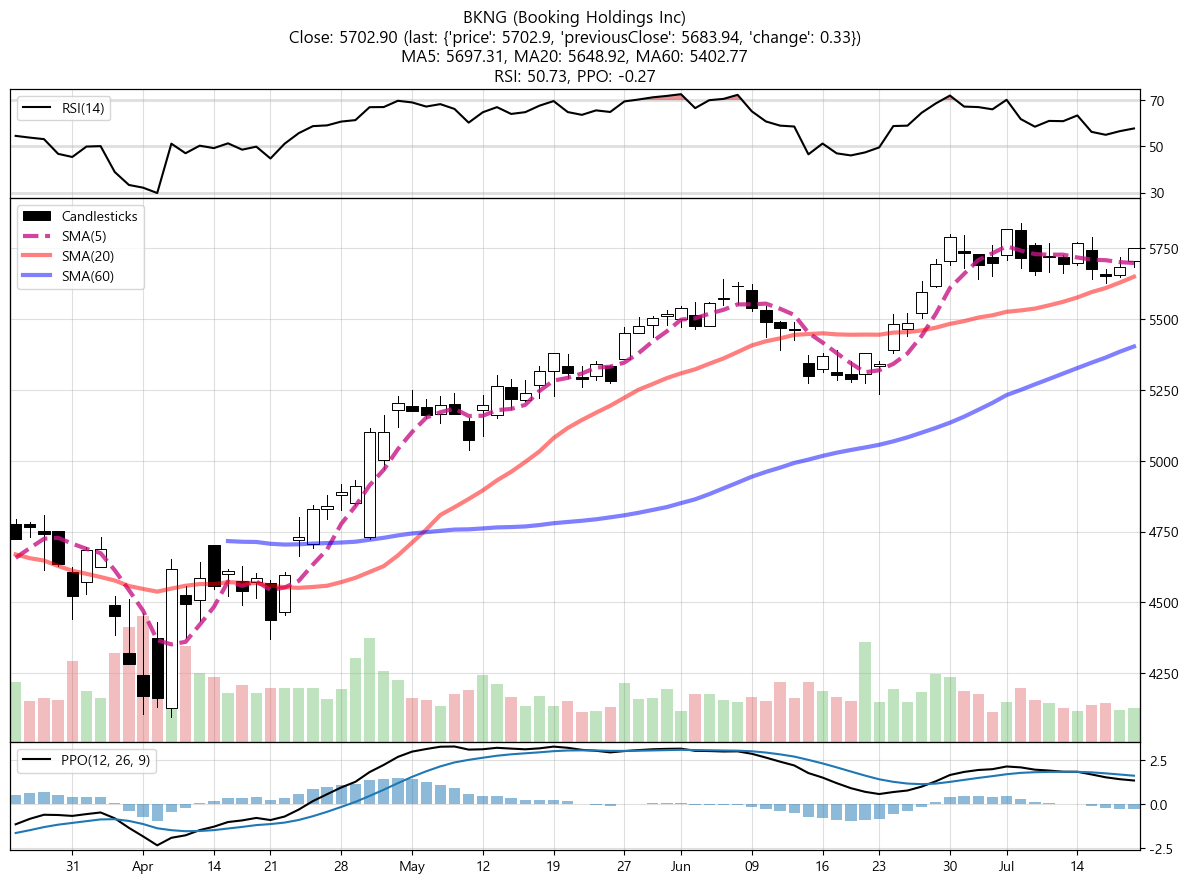 BKNG (Booking Holdings Inc)
Close: 5702.90 (last: {'price': 5702.9, 'previousClose': 5683.94, 'change': 0.33})
MA5: 5697.31, MA20: 5648.92, MA60: 5402.77
RSI: 50.73, PPO: -0.27
RSI(14)
70
50
30
Candlesticks
SMA(5)
SMA(20)
SMA(60)
5750
5500
5250
5000
4750
4500
4250
PPO(12, 26, 9)
2.5
0.0
-2.5
31 Apr 14 21 28 May 12 19 27 Jun 09 16 23 30 Jul 14